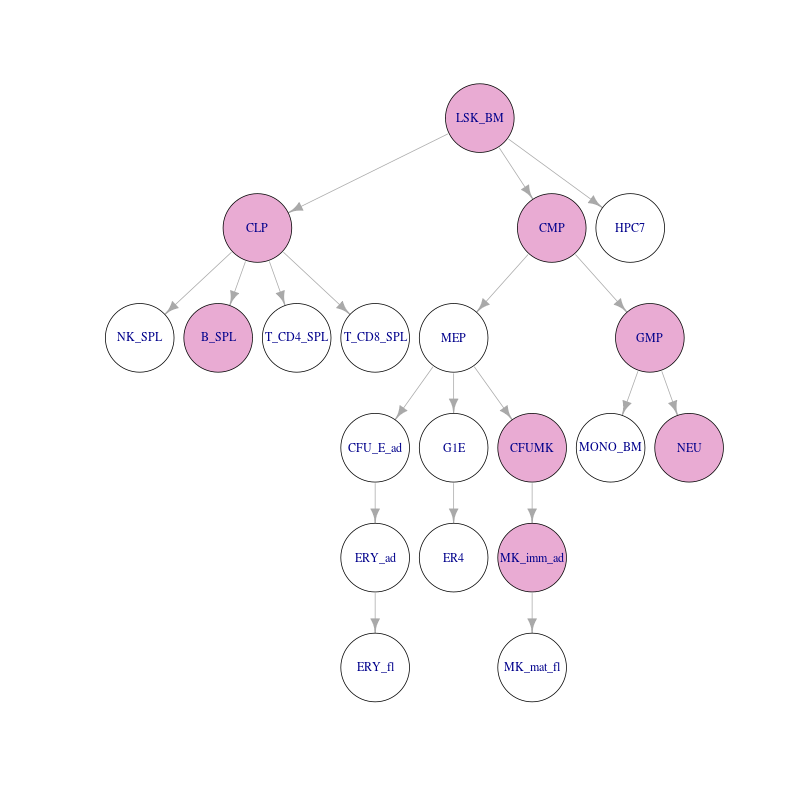 LSK_BM
CLP
CMP
HPC7
NK_SPL
B_SPL
T_CD4_SPL
T_CD8_SPL
MEP
GMP
CFU_E_ad
G1E
CFUMK
MONO_BM
NEU
ERY_ad
ER4
MK_imm_ad
ERY_fl
MK_mat_fl